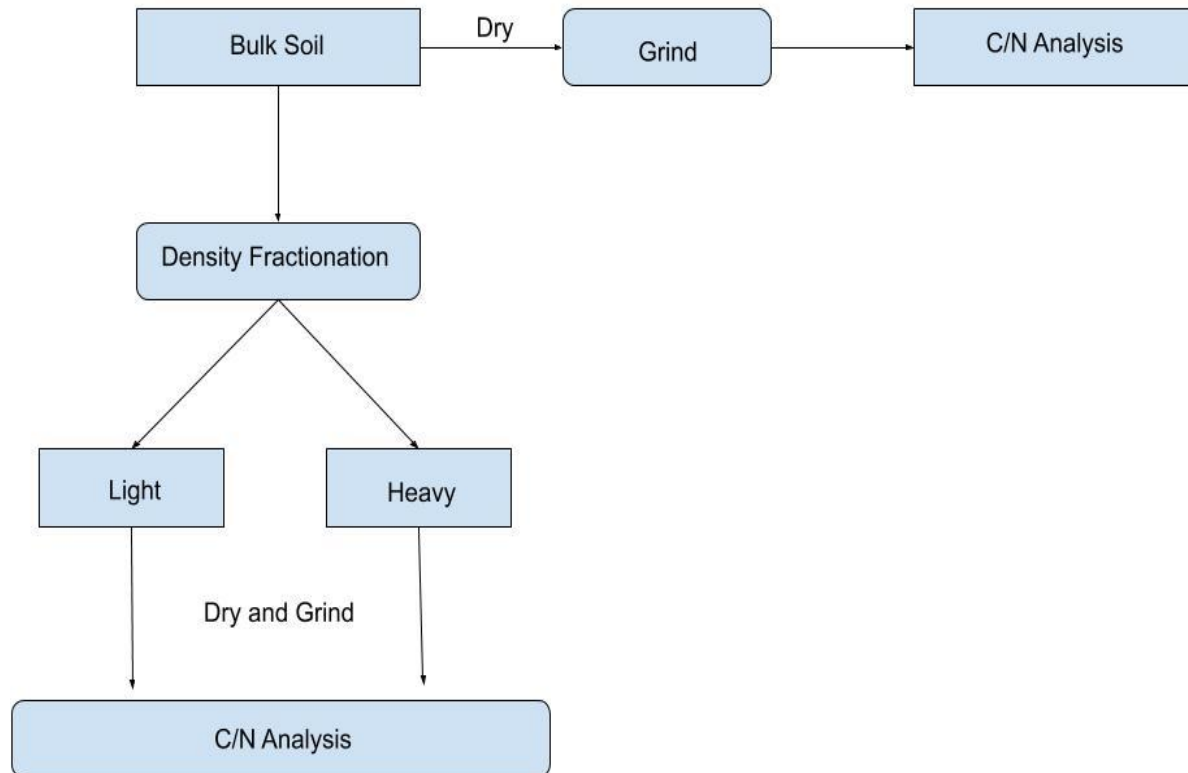 Bulk Soil
Dry
Grind
C/N Analysis
Density Fractionation
Light
Heavy
Dry and Grind
C/N Analysis